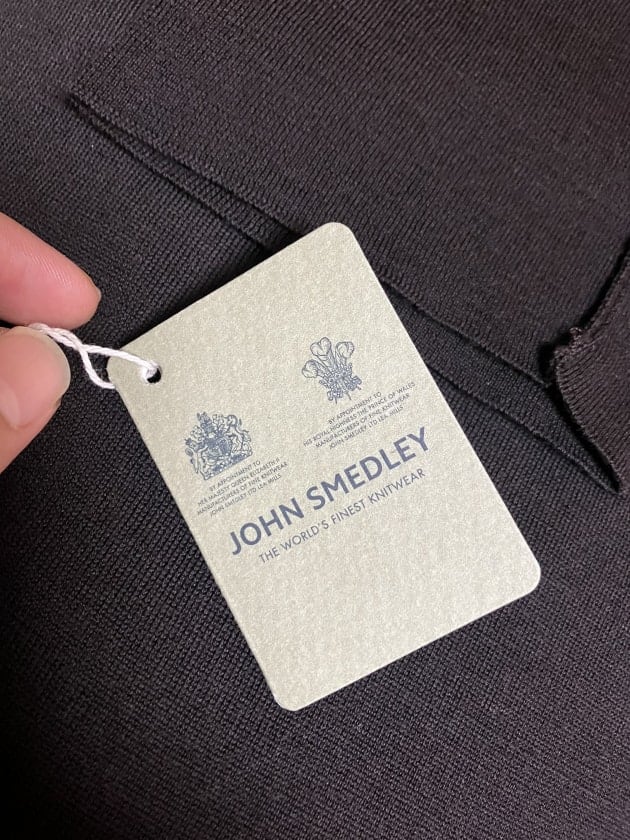 BY APPOINTMENT TO
HER MAJESTY QUEEN ELIZABETH II
MANUFACTURERS OF FINE KNITWEAR
JOHN SMEDLEY LTD LEA MILLS
BY APPOINTMENT TO
HIS ROYAL HIGHNESS THE PRINCE OF WALES
MANUFACTURERS OF FINE KNITWEAR
JOHN SMEDLEY LTD LEA MILLS
JOHN SMEDLEY
THE WORLD'S FINEST KNITWEAR